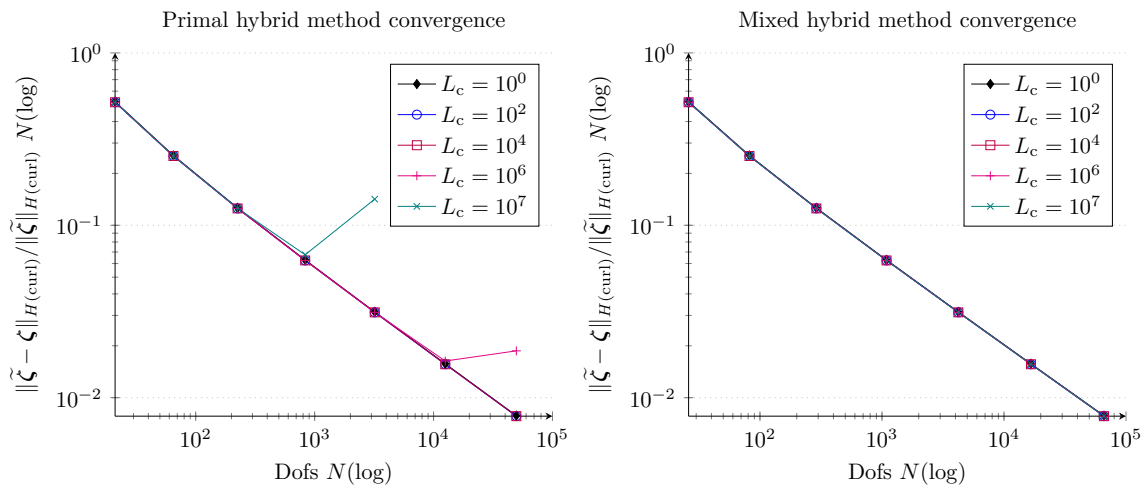 Primal hybrid method convergence
‖ζ̃ − ζ‖_{H(curl)}/‖ζ̃‖_{H(curl)} N(log)
10^0
10^{-1}
10^{-2}
L_c = 10^0
L_c = 10^2
L_c = 10^4
L_c = 10^6
L_c = 10^7
10^2 10^3 10^4 10^5
Dofs N(log)
Mixed hybrid method convergence
‖ζ̃ − ζ‖_{H(curl)}/‖ζ̃‖_{H(curl)} N(log)
10^0
10^{-1}
10^{-2}
L_c = 10^0
L_c = 10^2
L_c = 10^4
L_c = 10^6
L_c = 10^7
10^2 10^3 10^4 10^5
Dofs N(log)